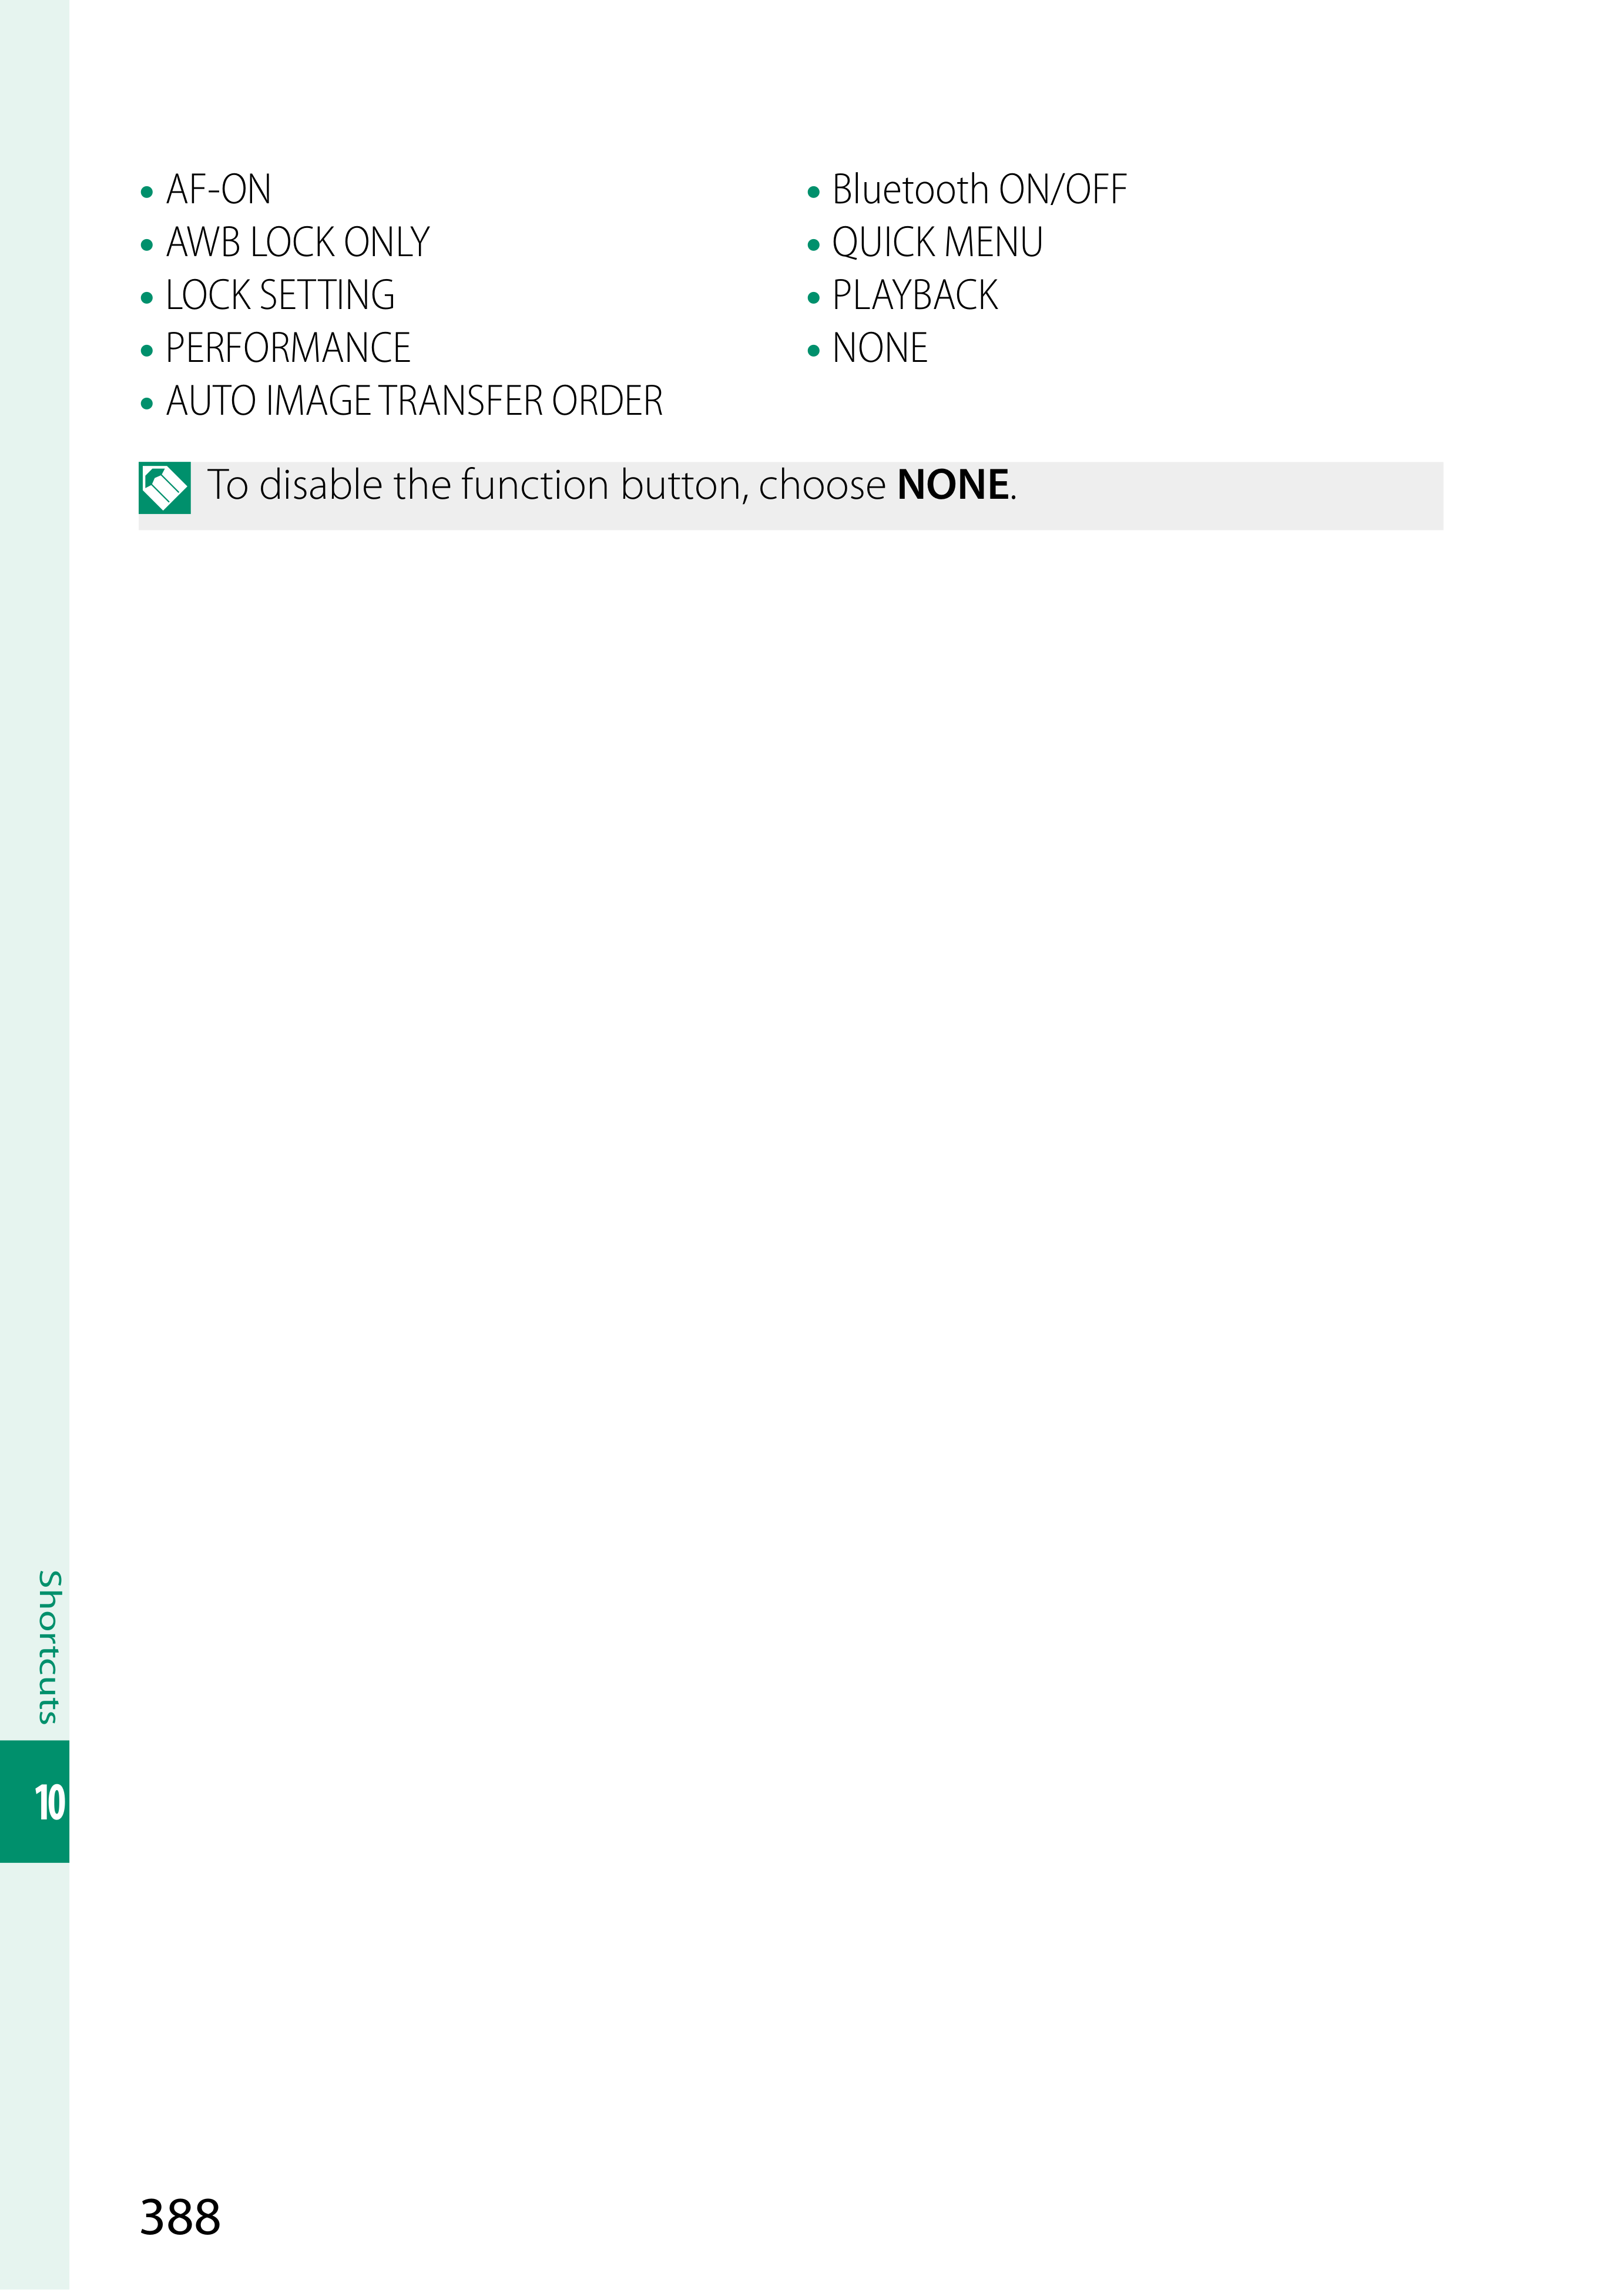 • AF-ON
• AWB LOCK ONLY
• LOCK SETTING
• PERFORMANCE
• AUTO IMAGE TRANSFER ORDER
• Bluetooth ON/OFF
• QUICK MENU
• PLAYBACK
• NONE
To disable the function button, choose NONE.
Shortcuts
10
388